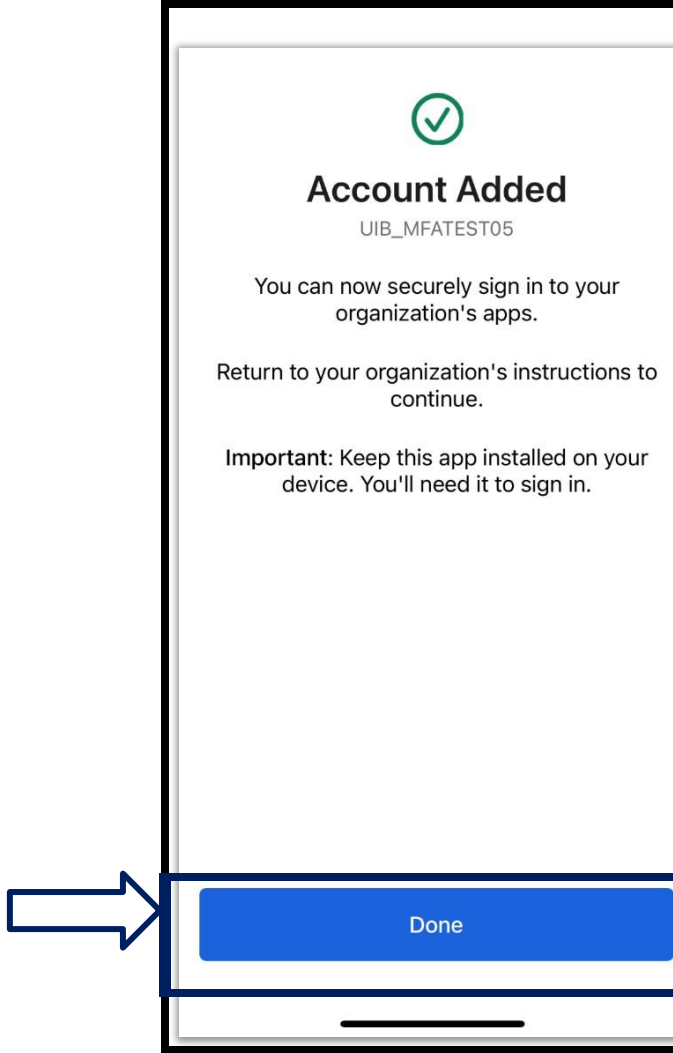 Account Added
UIB_MFATEST05
You can now securely sign in to your
organization's apps.
Return to your organization's instructions to
continue.
Important: Keep this app installed on your
device. You'll need it to sign in.
Done